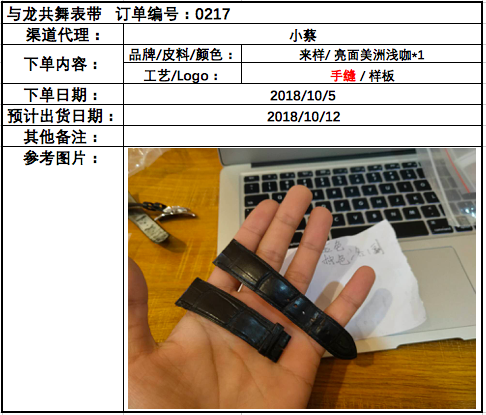 与龙共舞表带 订单编号：0217
渠道代理： 小蔡
下单内容： 品牌/皮料/颜色： 来样/ 亮面美洲浅咖*1
工艺/Logo： 手缝 / 样板
下单日期： 2018/10/5
预计出货日期： 2018/10/12
其他备注：
参考图片：